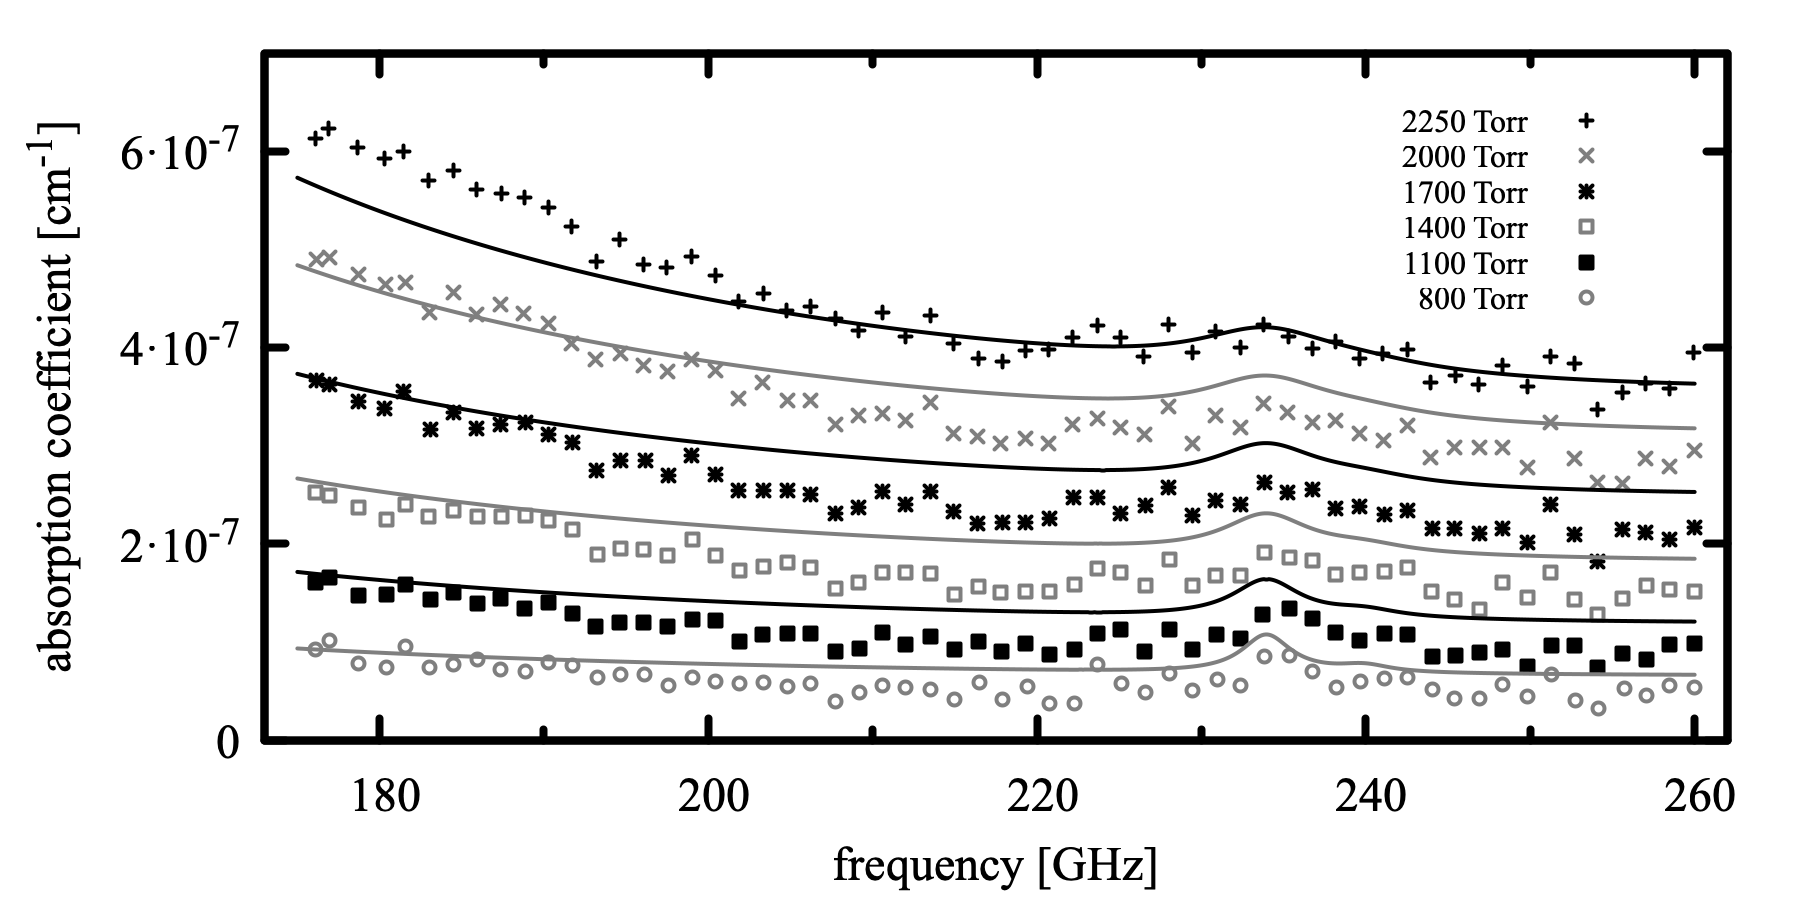 absorption coefficient [cm⁻¹]
6·10⁻⁷
4·10⁻⁷
2·10⁻⁷
0
2250 Torr
2000 Torr
1700 Torr
1400 Torr
1100 Torr
800 Torr
180 200 220 240 260
frequency [GHz]